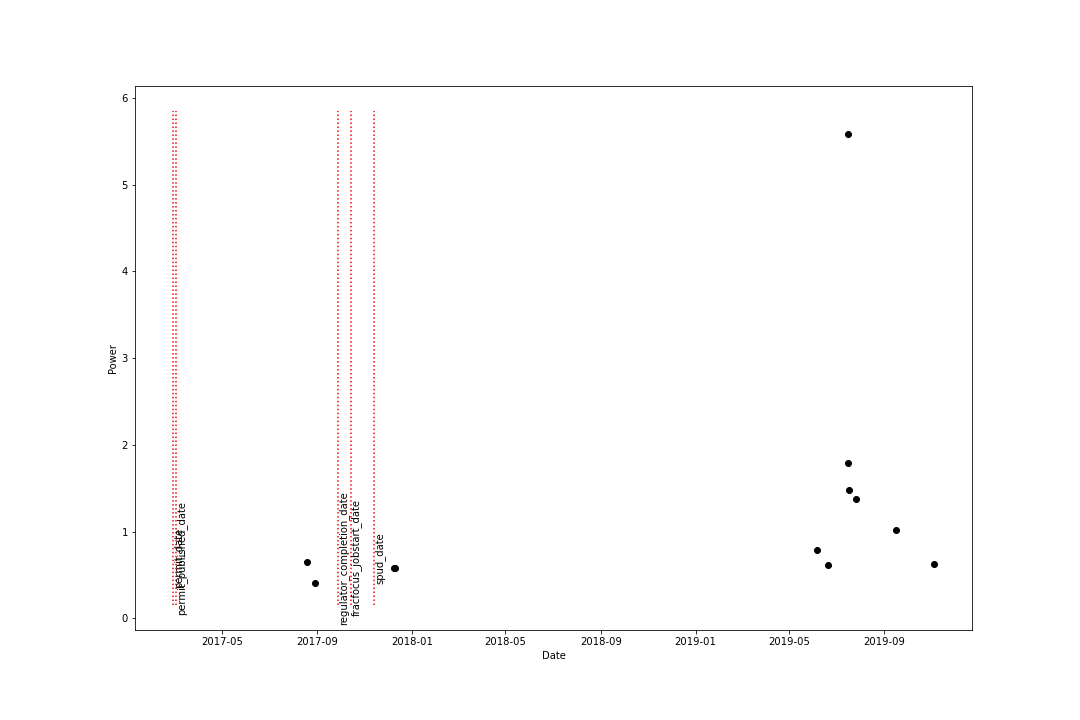 6
5
4
3
2
1
0
Power
permit_date
permit_published_date
regulator_completion_date
fracfocus_jobstart_date
spud_date
2017-05
2017-09
2018-01
2018-05
2018-09
2019-01
2019-05
2019-09
Date